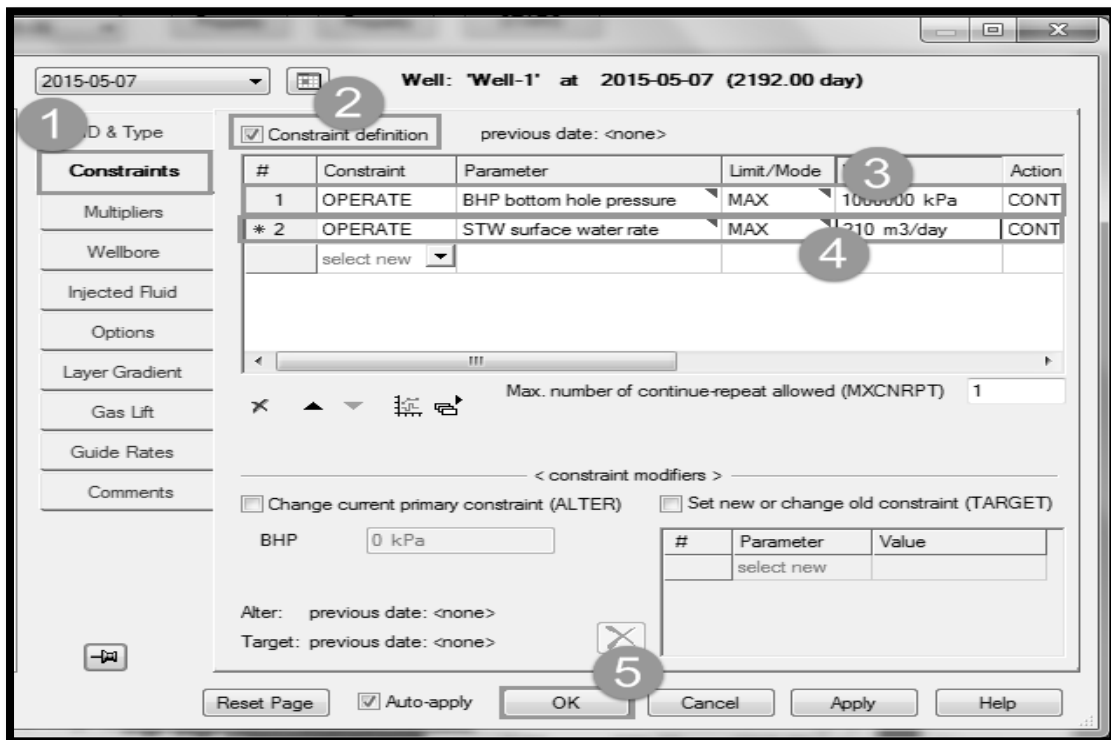 2015-05-07
Well: 'Well-1' at 2015-05-07 (2192.00 day)
1
2
ID & Type
Constraint definition previous date: <none>
Constraints
# Constraint Parameter Limit/Mode Action
3
1 OPERATE BHP bottom hole pressure MAX 1000000 kPa CONT
Multipliers
* 2 OPERATE STW surface water rate MAX 210 m3/day CONT
4
Wellbore
select new
Injected Fluid
Options
Layer Gradient
Max. number of continue-repeat allowed (MXCNRPT) 1
Gas Lift
Guide Rates
< constraint modifiers >
Comments
Change current primary constraint (ALTER) Set new or change old constraint (TARGET)
BHP 0 kPa
# Parameter Value
select new
Alter: previous date: <none>
Target: previous date: <none>
5
Reset Page Auto-apply OK Cancel Apply Help